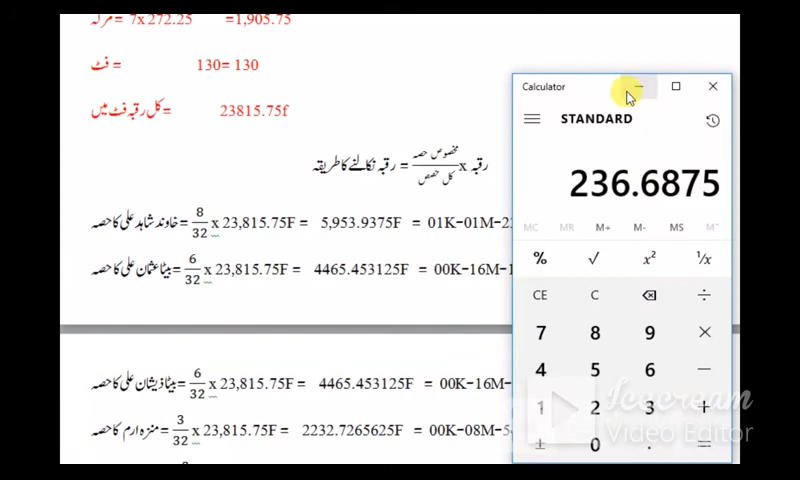 مرلہ = 7x 272.25 =1,905.75
فٹ = 130= 130
کل رقبہ فٹ میں = 23815.75f
رقبہ x مخصوص حصہ / کل حصص = رقبہ نکالنے کا طریقہ
خاوند شاہد علی کا حصہ = 8/32 x 23,815.75F = 5,953.9375F = 01K-01M-2
بیٹا عثمان علی کا حصہ = 6/32 x 23,815.75F = 4465.453125F = 00K-16M-1
بیٹا ذیشان علی کا حصہ = 6/32 x 23,815.75F = 4465.453125F = 00K-16M-
منزہ ارم کا حصہ = 3/32 x 23,815.75F = 2232.7265625F = 00K-08M-5
Calculator
STANDARD
236.6875
MC MR M+ M- MS M˅
% √ x² ¹/x
CE C ⌫ ÷
7 8 9 ×
4 5 6 −
1 2 3 +
± 0 . =
Icecream
Video Editor